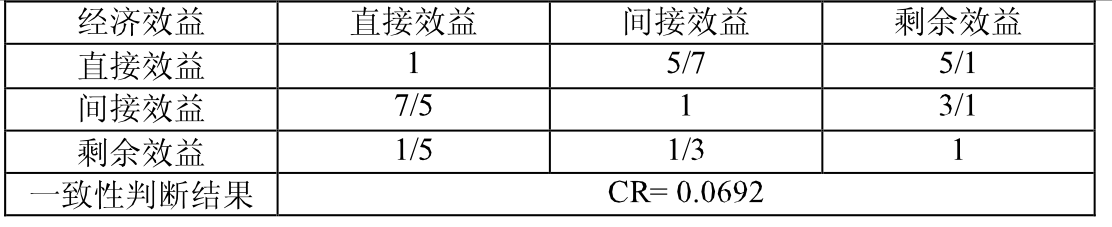 经济效益 直接效益 间接效益 剩余效益
直接效益 1 5/7 5/1
间接效益 7/5 1 3/1
剩余效益 1/5 1/3 1
一致性判断结果 CR= 0.0692